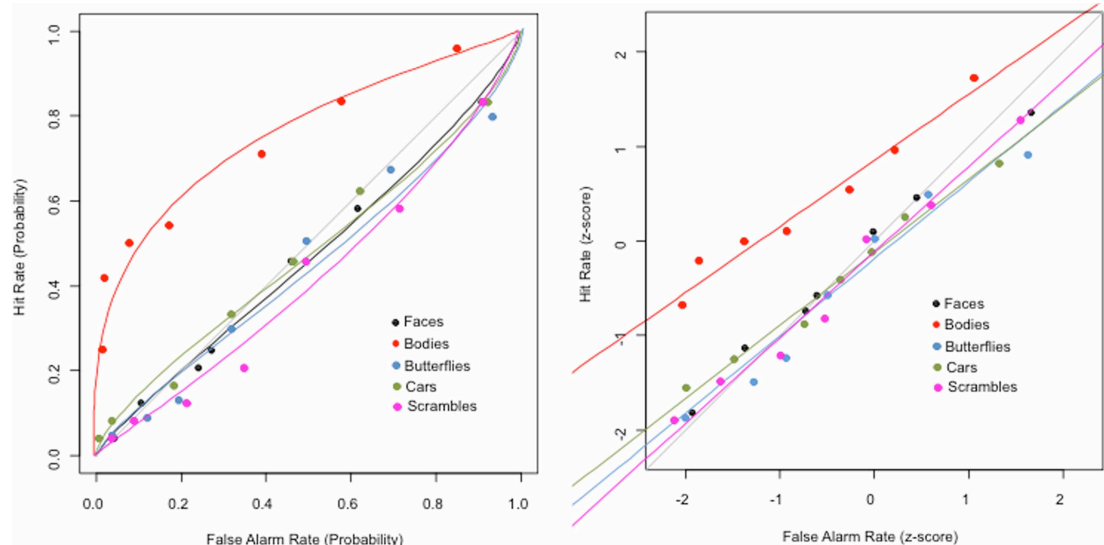 Hit Rate (Probability)
1.0
0.8
0.6
0.4
0.2
0.0
Faces
Bodies
Butterflies
Cars
Scrambles
0.0 0.2 0.4 0.6 0.8 1.0
False Alarm Rate (Probability)
Hit Rate (z-score)
2
1
0
-1
-2
Faces
Bodies
Butterflies
Cars
Scrambles
-2 -1 0 1 2
False Alarm Rate (z-score)